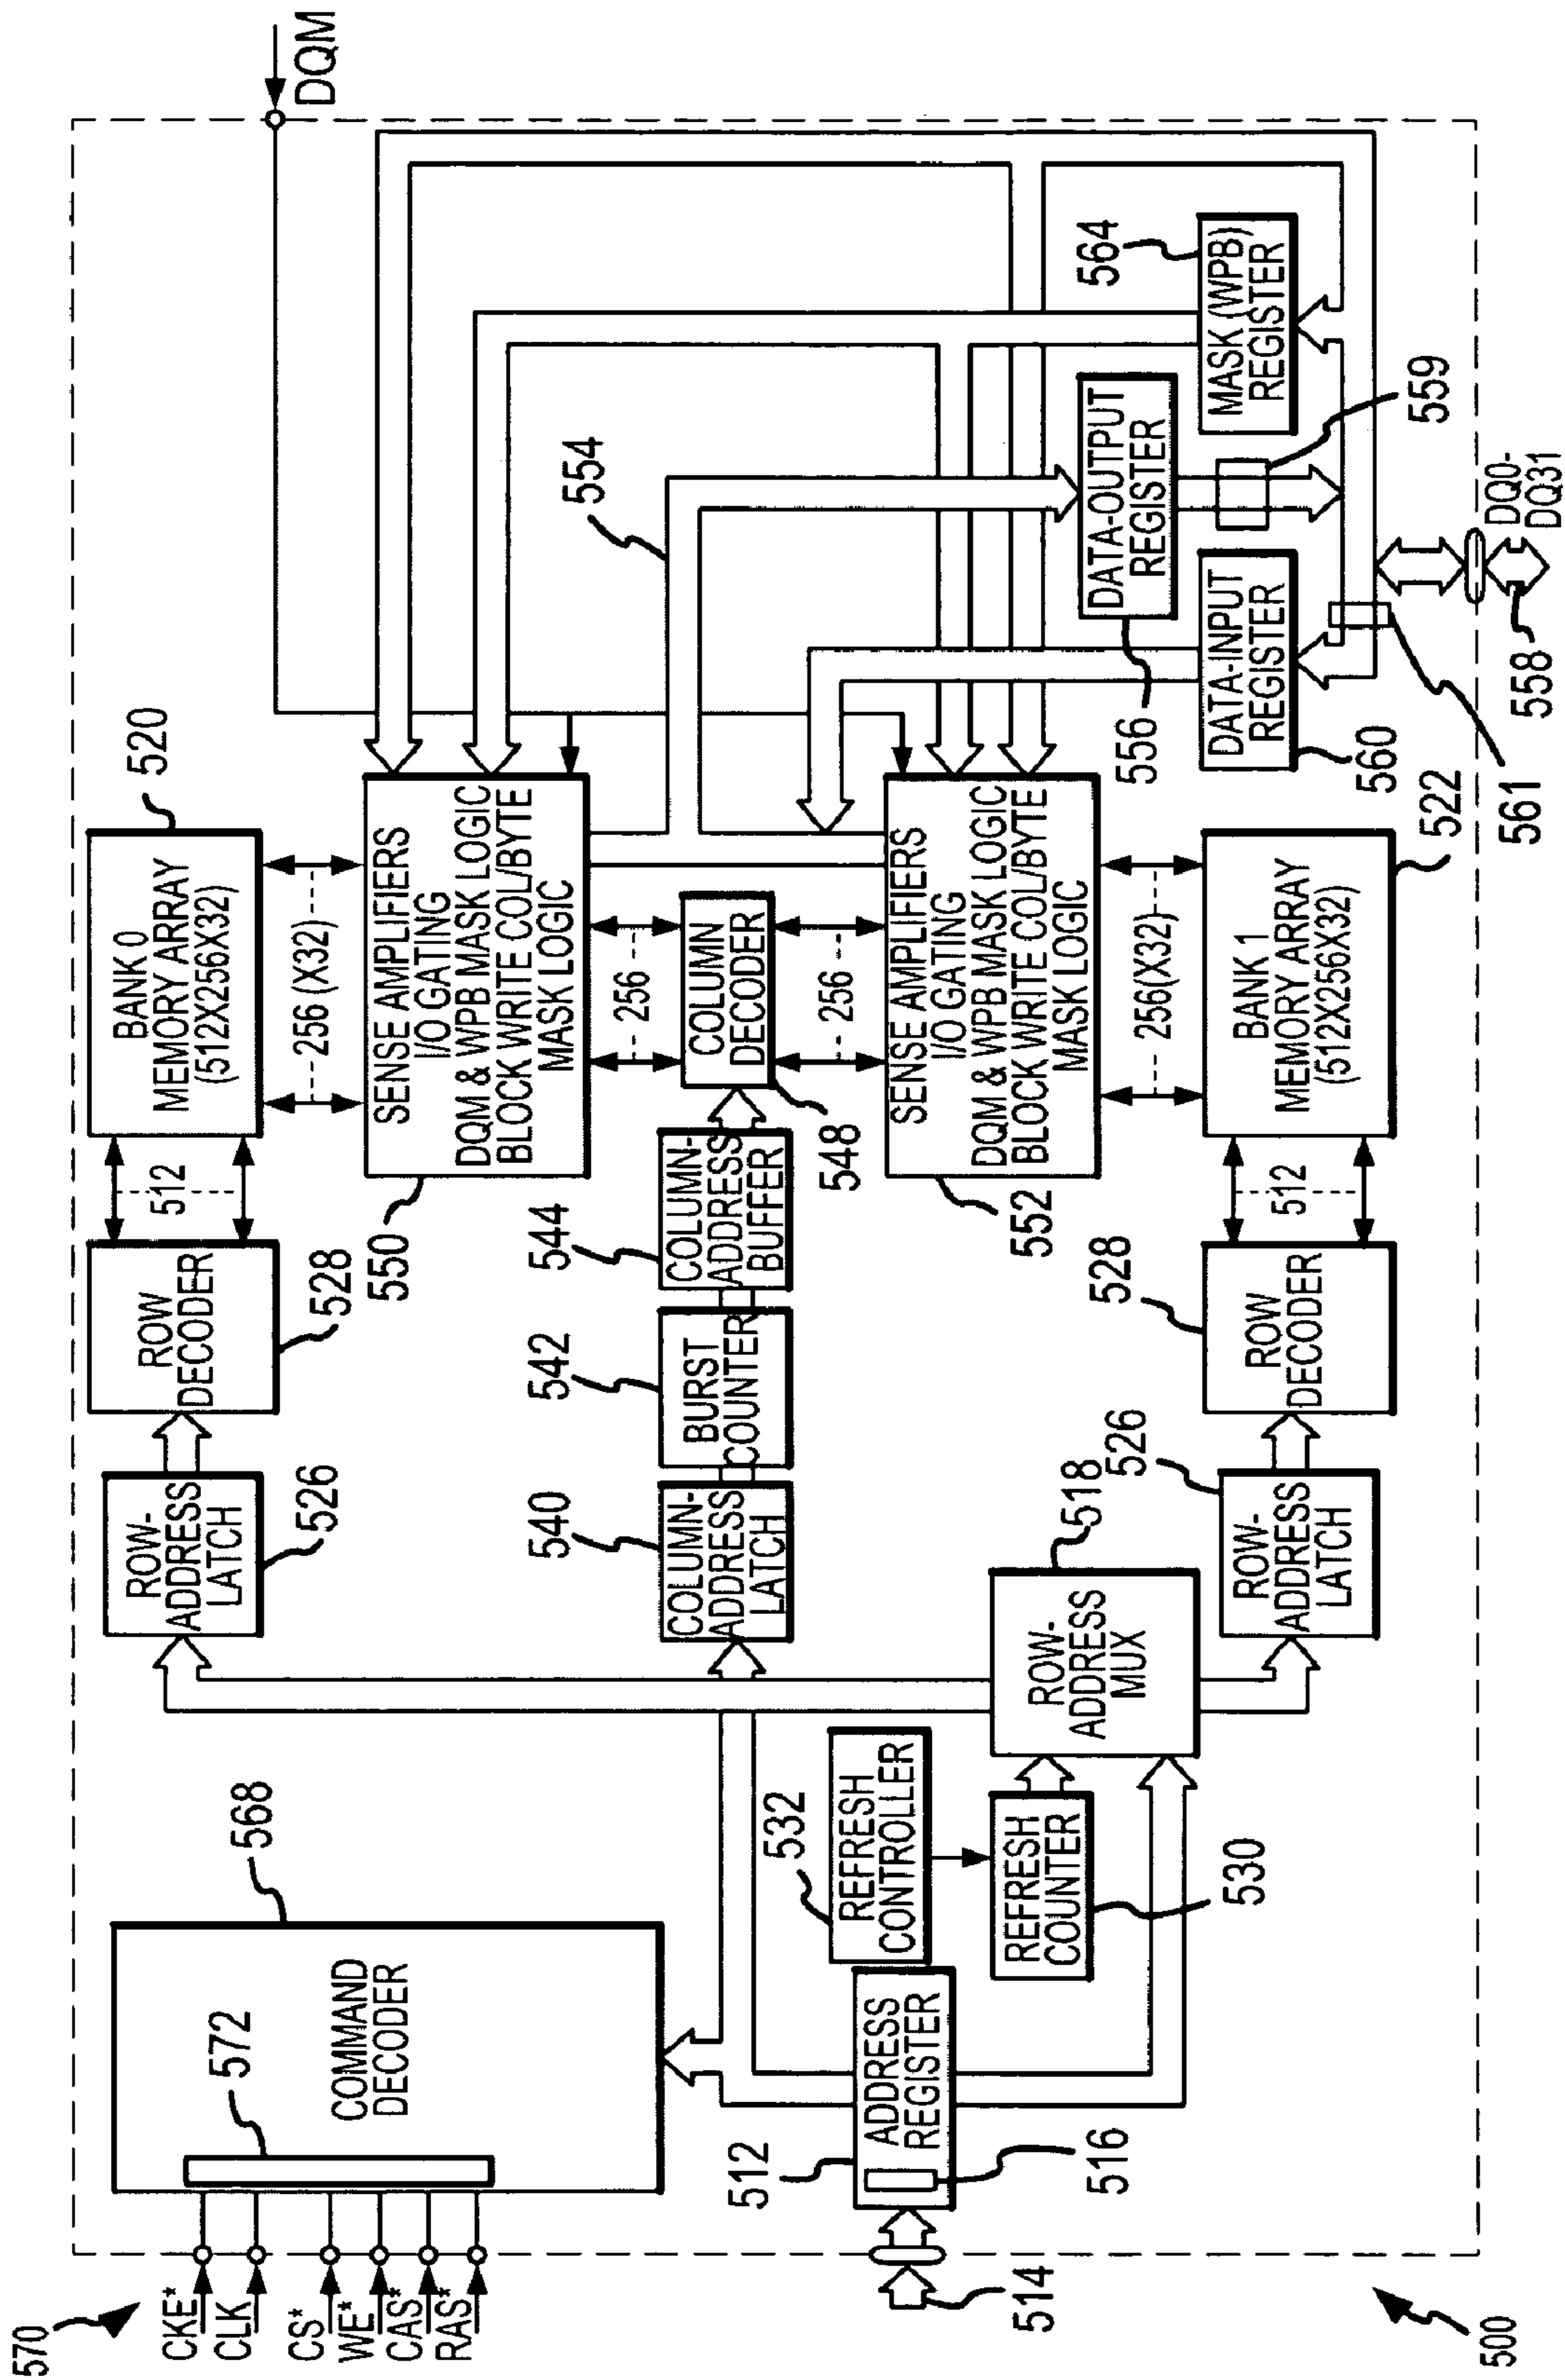 570
CKE*
CLK
CS*
WE*
CAS*
RAS*
572
COMMAND
DECODER
568
514
512
516
ADDRESS
REGISTER
532
REFRESH
CONTROLLER
REFRESH
COUNTER
530
ROW-
ADDRESS
MUX
518
ROW-
ADDRESS
LATCH
526
ROW
DECODER
528
512
BANK 0
MEMORY ARRAY
(512X256X32)
520
256 (X32)
SENSE AMPLIFIERS
I/O GATING
DQM & WPB MASK LOGIC
BLOCK WRITE COL/BYTE
MASK LOGIC
550
256
COLUMN-
ADDRESS
LATCH
540
BURST
COUNTER
542
COLUMN-
ADDRESS
BUFFER
544
COLUMN
DECODER
548
256
SENSE AMPLIFIERS
I/O GATING
DQM & WPB MASK LOGIC
BLOCK WRITE COL/BYTE
MASK LOGIC
552
256(X32)
ROW-
ADDRESS
LATCH
526
ROW
DECODER
528
512
BANK 1
MEMORY ARRAY
(512X256X32)
522
DQM
554
DATA-OUTPUT
REGISTER
556
559
DATA-INPUT
REGISTER
560
561
MASK (WPB)
REGISTER
564
558
DQ0-
DQ31
500